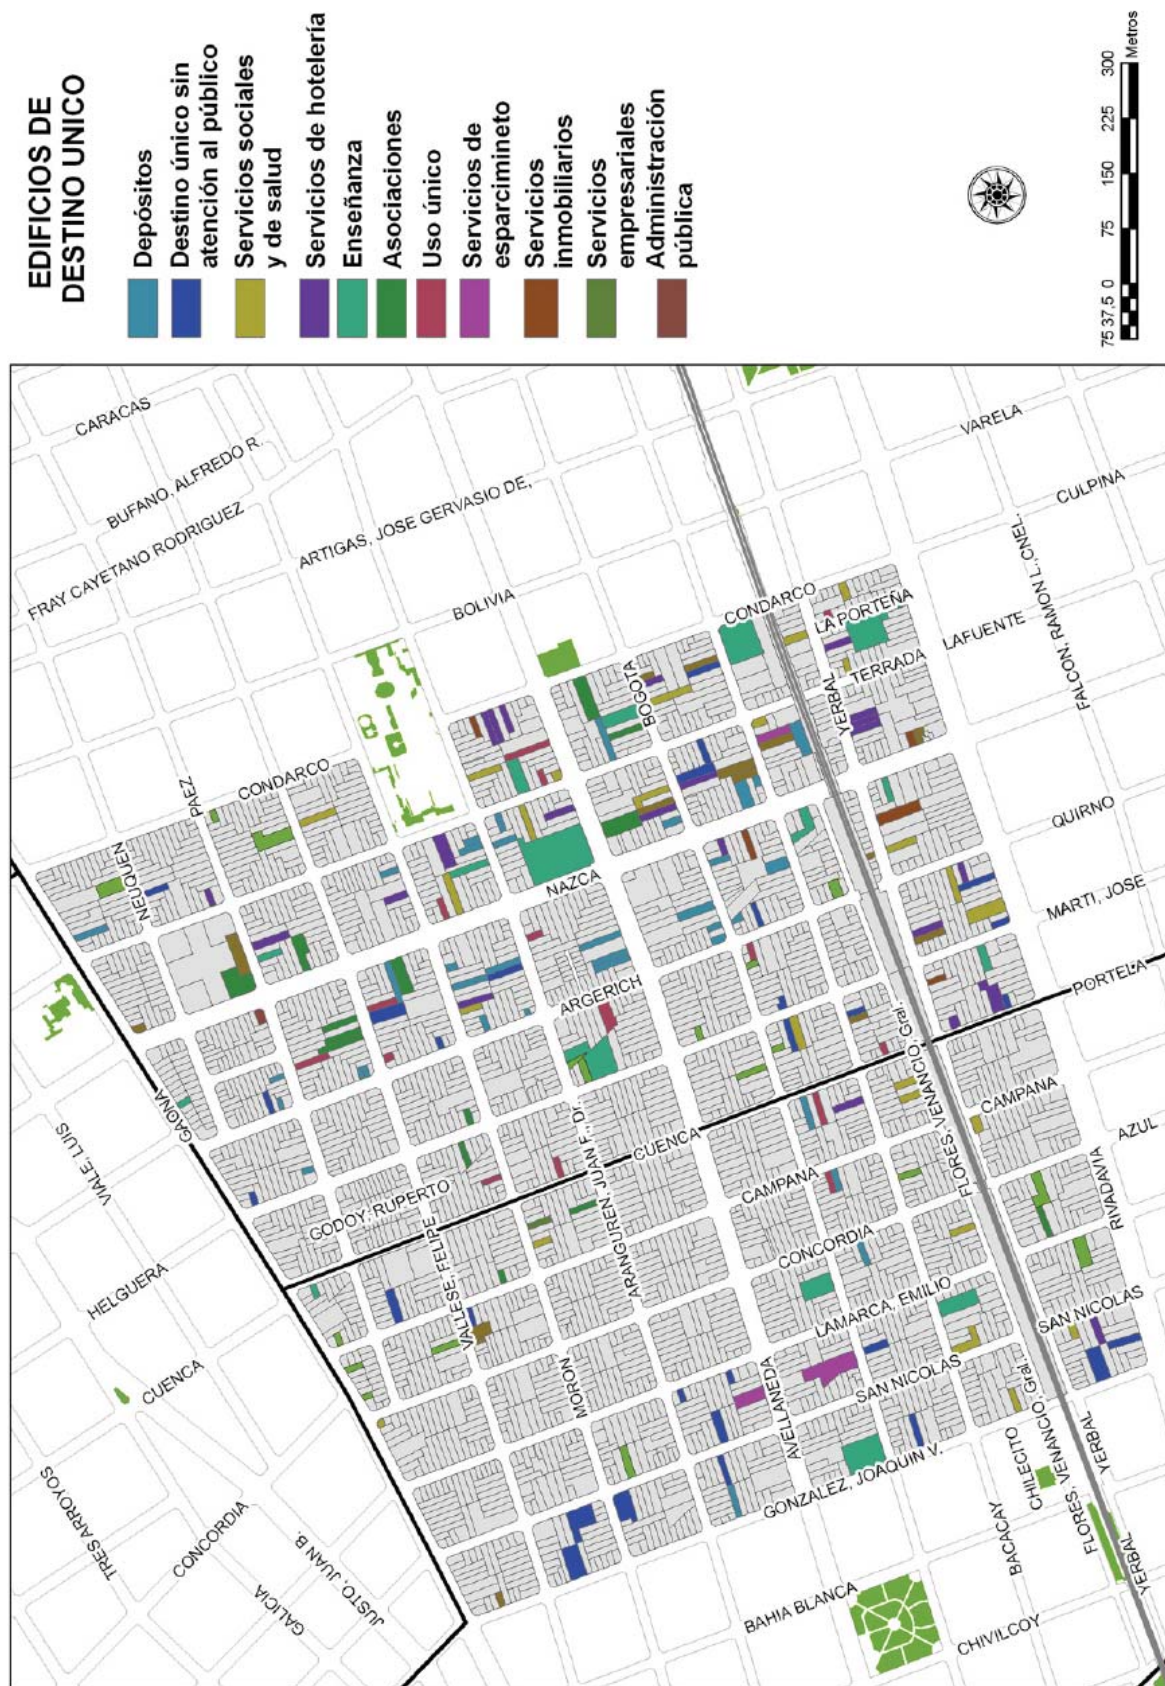 EDIFICIOS DE
DESTINO UNICO
Depósitos
Destino único sin
atención al público
Servicios sociales
y de salud
Servicios de hotelería
Enseñanza
Asociaciones
Uso único
Servicios de
esparcimineto
Servicios
inmobiliarios
Servicios
empresariales
Administración
pública
75 37,5 0 75 150 225 300
Metros
CARACAS
BUFANO, ALFREDO R.
FRAY CAYETANO RODRIGUEZ
ARTIGAS, JOSE GERVASIO DE,
BOLIVIA
VARELA
CULPINA
FALCON, RAMON L.,CNEL.
LAFUENTE
CONDARCO
LA PORTEÑA
TERRADA
BOGOTA
YERBAL
PAEZ
CONDARCO
NEUQUEN
QUIRNO
MARTI, JOSE
NAZCA
ARGERICH
PORTELA
GAONA
VIALE, LUIS
FLORES, VENANCIO, Gral.
CAMPANA
AZUL
CUENCA
ARANGUREN, JUAN F., Dr.
GODOY, RUPERTO
VALLESE, FELIPE
CAMPANA
CONCORDIA
RIVADAVIA
HELGUERA
LAMARCA, EMILIO
SAN NICOLAS
CUENCA
MORON
AVELLANEDA
SAN NICOLAS
GONZALEZ, JOAQUIN V.
TRES ARROYOS
CONCORDIA
JUSTO, JUAN B
GALICIA
CHILECITO
FLORES, VENANCIO, Gral.
YERBAL
BACACAY
YERBAL
BAHIA BLANCA
CHIVILCOY